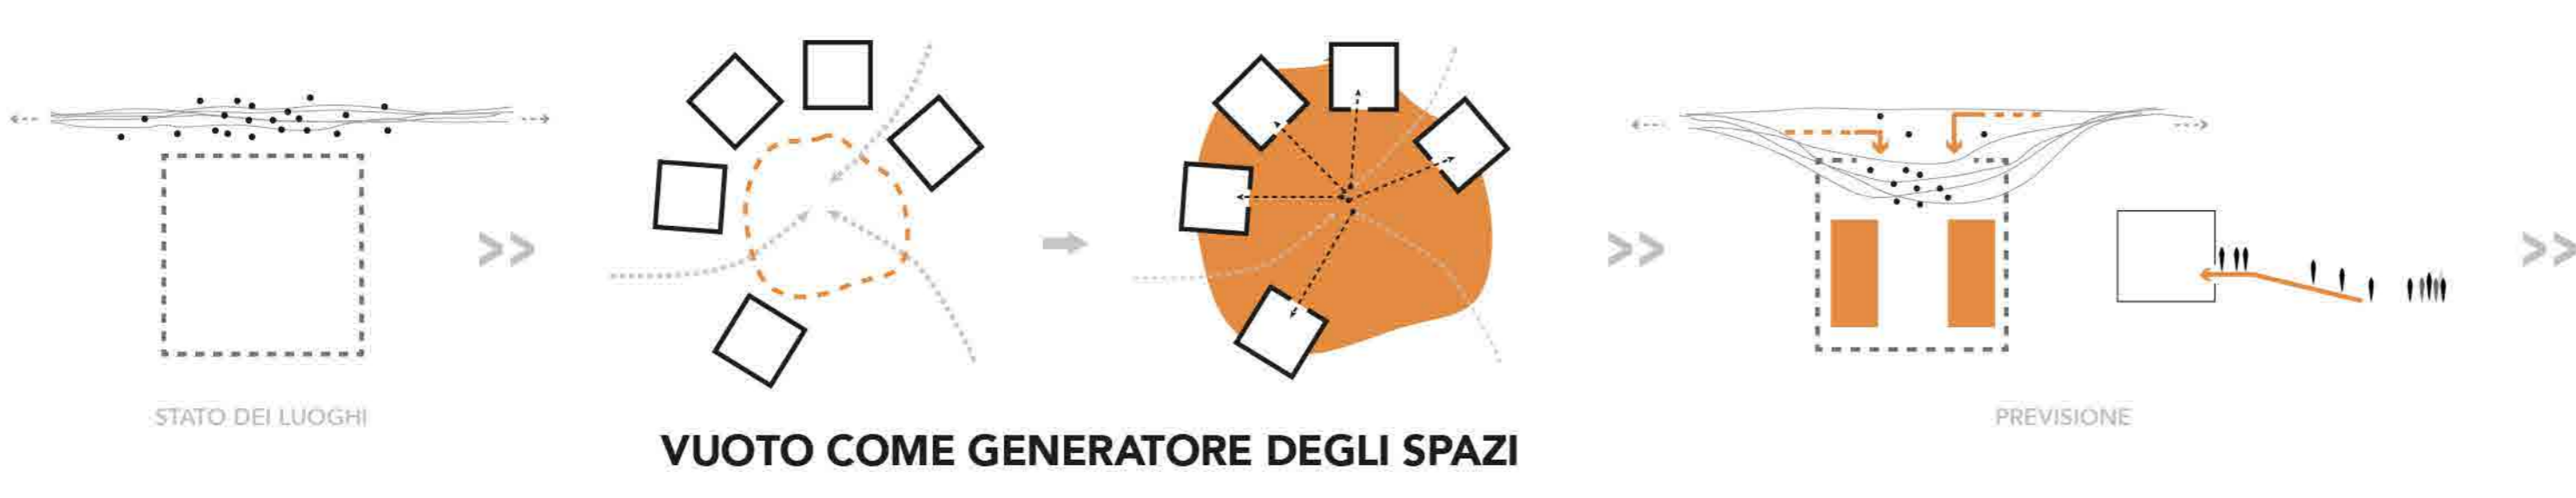 STATO DEI LUOGHI
VUOTO COME GENERATORE DEGLI SPAZI
PREVISIONE